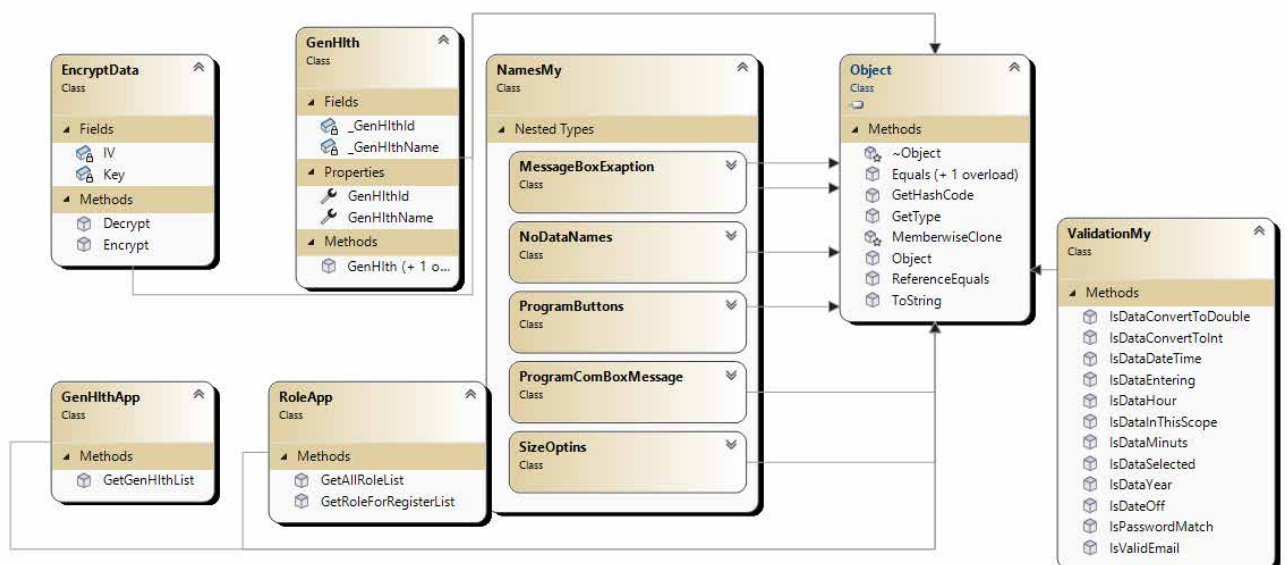 EncryptData
Class
Fields
IV
Key
Methods
Decrypt
Encrypt
GenHlth
Class
Fields
_GenHlthId
_GenHlthName
Properties
GenHlthId
GenHlthName
Methods
GenHlth (+ 1 o...
NamesMy
Class
Nested Types
MessageBoxExaption
Class
NoDataNames
Class
ProgramButtons
Class
ProgramComBoxMessage
Class
SizeOptins
Class
Object
Class
Methods
~Object
Equals (+ 1 overload)
GetHashCode
GetType
MemberwiseClone
Object
ReferenceEquals
ToString
ValidationMy
Class
Methods
IsDataConvertToDouble
IsDataConvertToInt
IsDataDateTime
IsDataEntering
IsDataHour
IsDataInThisScope
IsDataMinuts
IsDataSelected
IsDataYear
IsDateOff
IsPasswordMatch
IsValidEmail
GenHlthApp
Class
Methods
GetGenHlthList
RoleApp
Class
Methods
GetAllRoleList
GetRoleForRegisterList